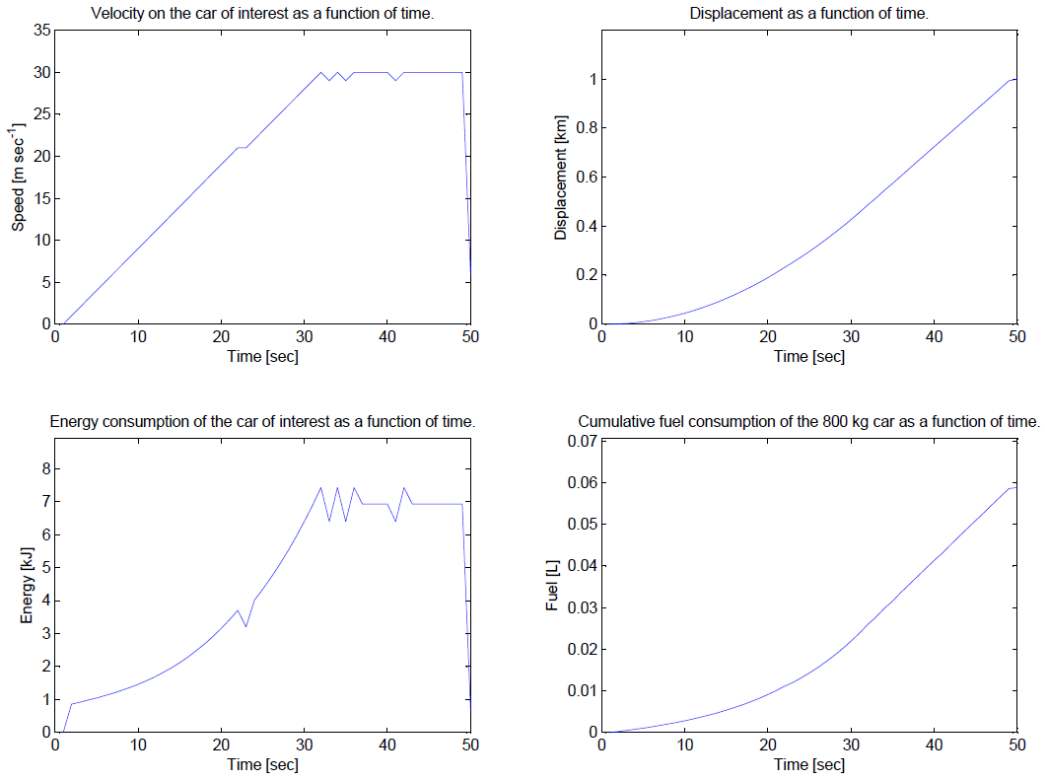 Velocity on the car of interest as a function of time.
35
30
25
20
15
10
5
0
Speed [m sec⁻¹]
0 10 20 30 40 50
Time [sec]
Displacement as a function of time.
1
0.8
0.6
0.4
0.2
0
Displacement [km]
0 10 20 30 40 50
Time [sec]
Energy consumption of the car of interest as a function of time.
8
7
6
5
4
3
2
1
0
Energy [kJ]
0 10 20 30 40 50
Time [sec]
Cumulative fuel consumption of the 800 kg car as a function of time.
0.07
0.06
0.05
0.04
0.03
0.02
0.01
0
Fuel [L]
0 10 20 30 40 50
Time [sec]